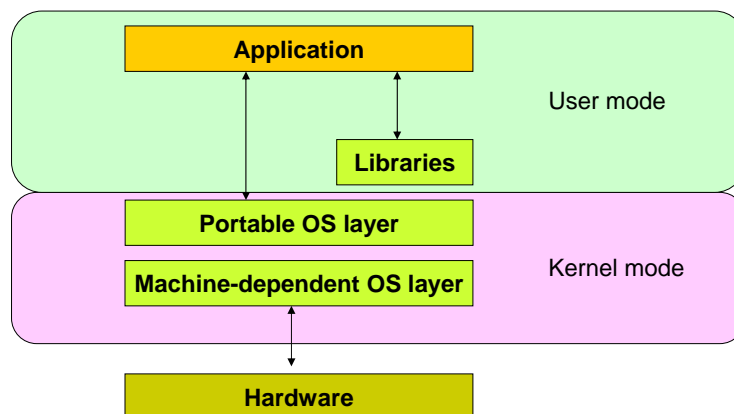 Application
User mode
Libraries
Portable OS layer
Kernel mode
Machine-dependent OS layer
Hardware